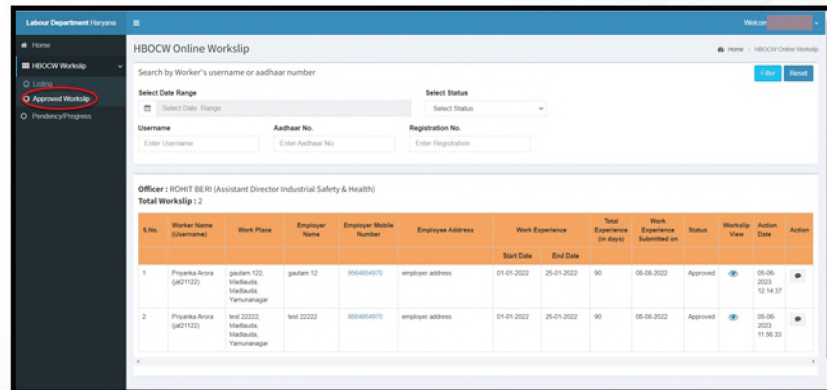 Labour Department Haryana
Welcom
Home
HBOCW Workslip
Listing
Approved Workslip
Pendency/Progress
HBOCW Online Workslip
Home HBOCW Online Workslip
Search by Worker's username or aadhaar number
Filter Reset
Select Date Range Select Status
Select Date Range Select Status
Username Aadhaar No. Registration No.
Enter Username Enter Aadhaar No Enter Registration
Officer : ROHIT BERI (Assistant Director Industrial Safety & Health)
Total Workslip : 2
S.No. Worker Name (Username) Work Place Employer Name Employer Mobile Number Employee Address Work Experience Total Experience (in days) Work Experience Submitted on Status Workslip View Action Date Action
Start Date End Date
1 Priyanka Arora (jat21122) gautam 122, Madlauda, Madlauda, Yamunanagar gautam 12 employer address 01-01-2022 25-01-2022 90 08-08-2022 Approved 05-06-2023 12:14:37
2 Priyanka Arora (jat21122) test 22222, Madlauda, Madlauda, Yamunanagar test 22222 employer address 01-01-2022 25-01-2022 90 08-08-2022 Approved 05-06-2023 11:56:33